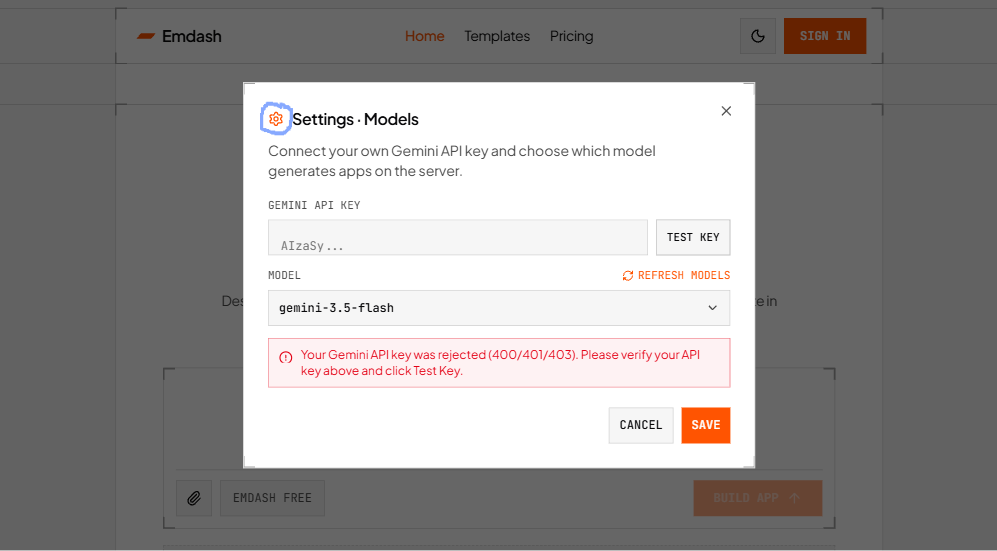 Emdash
Home Templates Pricing
SIGN IN
Settings · Models
Connect your own Gemini API key and choose which model
generates apps on the server.
GEMINI API KEY
AIzaSy...
TEST KEY
MODEL
REFRESH MODELS
gemini-3.5-flash
Your Gemini API key was rejected (400/401/403). Please verify your API
key above and click Test Key.
CANCEL
SAVE
EMDASH FREE
BUILD APP